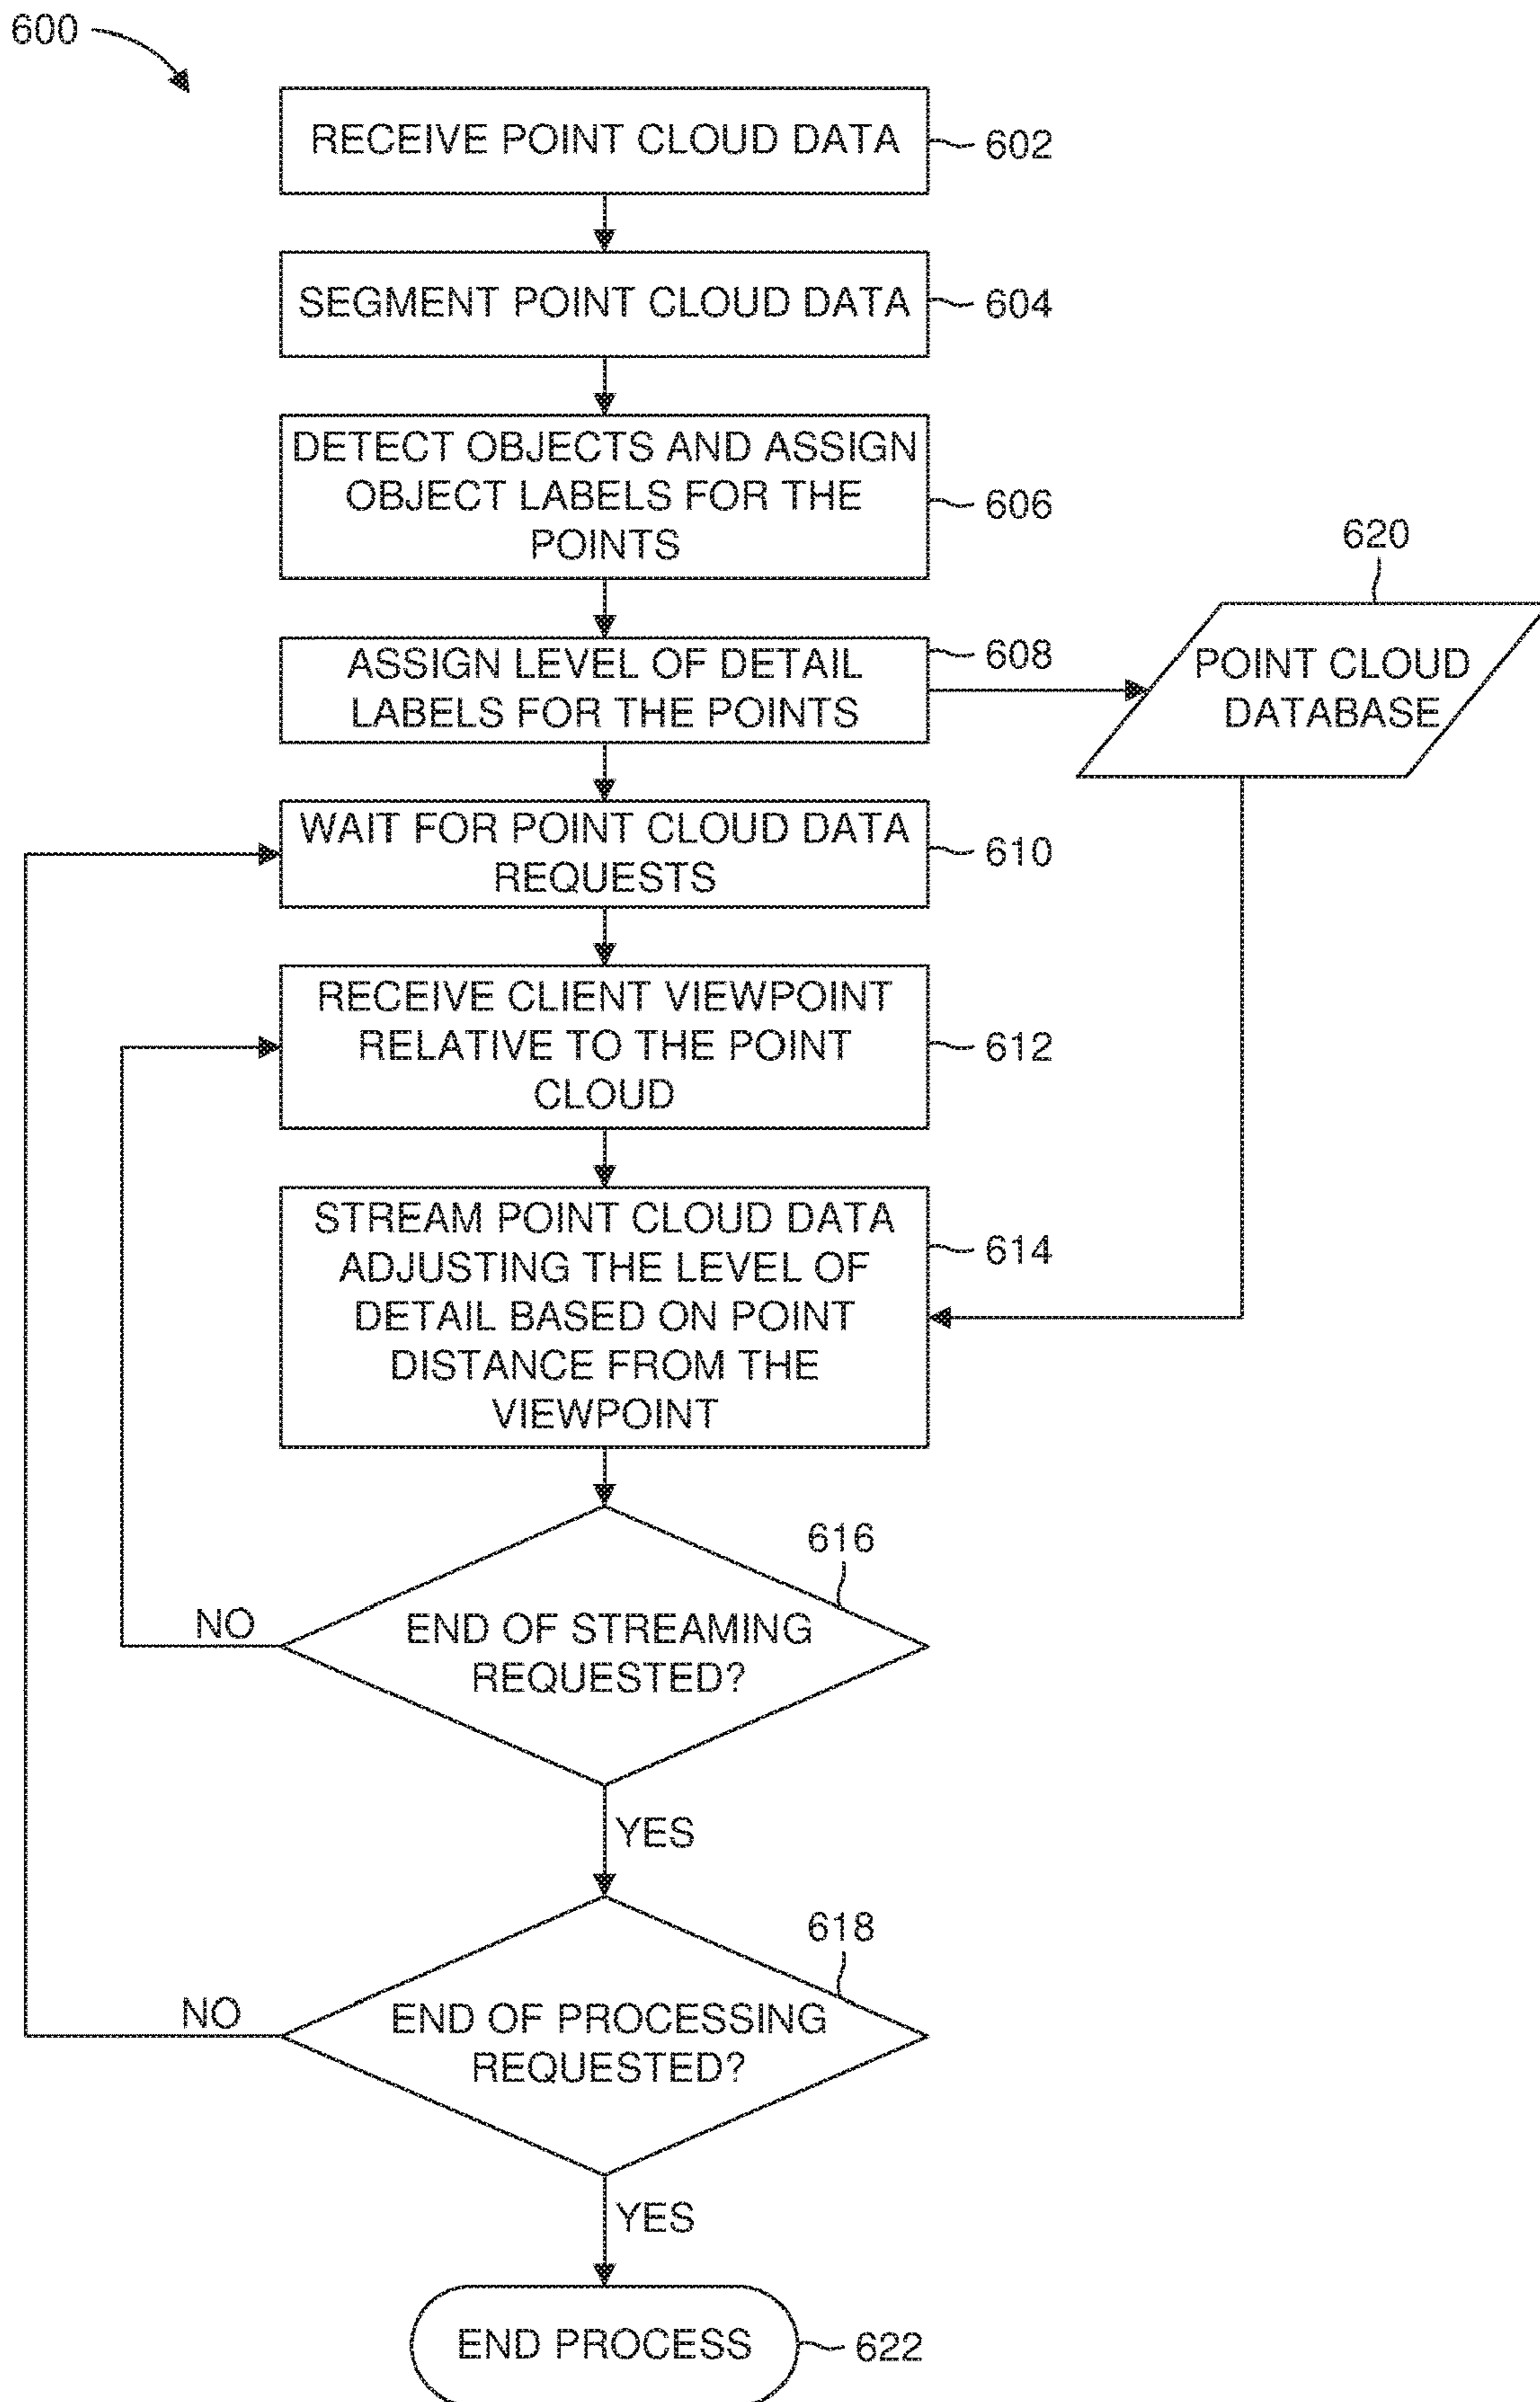 600
RECEIVE POINT CLOUD DATA
602
SEGMENT POINT CLOUD DATA
604
DETECT OBJECTS AND ASSIGN
OBJECT LABELS FOR THE
POINTS
606
620
ASSIGN LEVEL OF DETAIL
LABELS FOR THE POINTS
608
POINT CLOUD
DATABASE
WAIT FOR POINT CLOUD DATA
REQUESTS
610
RECEIVE CLIENT VIEWPOINT
RELATIVE TO THE POINT
CLOUD
612
STREAM POINT CLOUD DATA
ADJUSTING THE LEVEL OF
DETAIL BASED ON POINT
DISTANCE FROM THE
VIEWPOINT
614
616
NO
END OF STREAMING
REQUESTED?
YES
618
NO
END OF PROCESSING
REQUESTED?
YES
END PROCESS
622